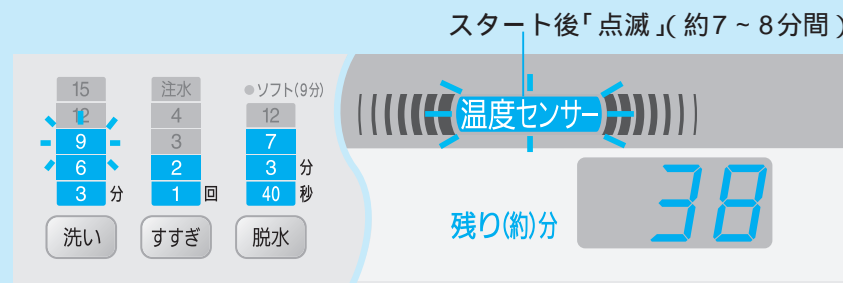 スタート後「点滅」(約7~8分間)
温度センサー
15
12
9
6
3 分
洗い
注水
4
3
2
1 回
すすぎ
●ソフト(9分)
12
7
3 分
40 秒
脱水
残り(約)分 38